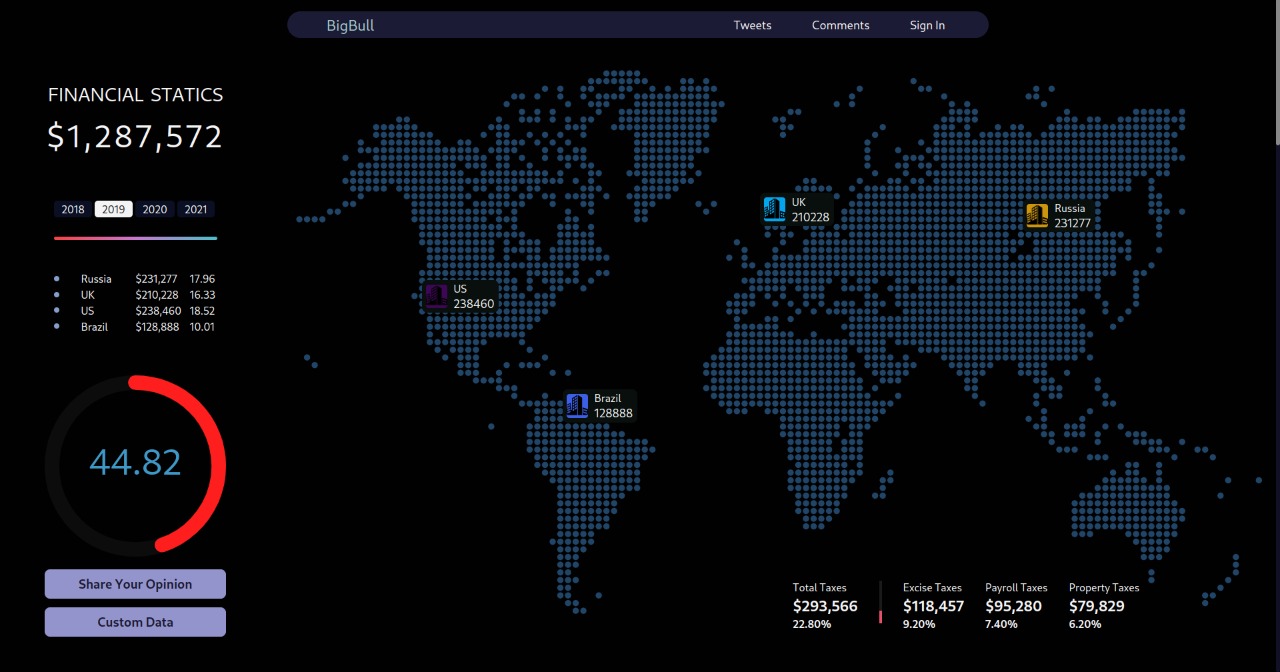 BigBull Tweets Comments Sign In
FINANCIAL STATICS
$1,287,572
2018 2019 2020 2021
Russia $231,277 17.96
UK $210,228 16.33
US $238,460 18.52
Brazil $128,888 10.01
44.82
Share Your Opinion
Custom Data
UK
210228
Russia
231277
US
238460
Brazil
128888
Total Taxes Excise Taxes Payroll Taxes Property Taxes
$293,566 $118,457 $95,280 $79,829
22.80% 9.20% 7.40% 6.20%